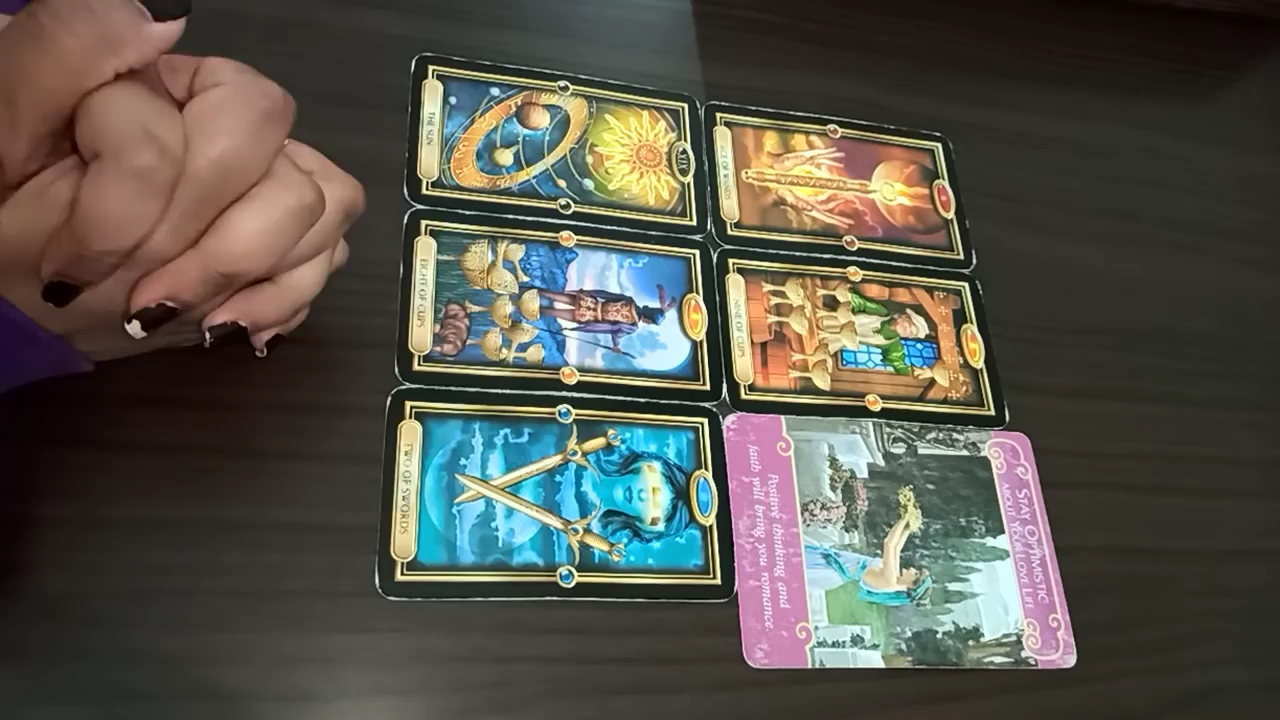 THE SUN
XIX
ACE OF WANDS
EIGHT OF CUPS
NINE OF CUPS
TWO OF SWORDS
STAY OPTIMISTIC
ABOUT YOUR LOVE LIFE
Positive thinking and
faith will bring you romance.